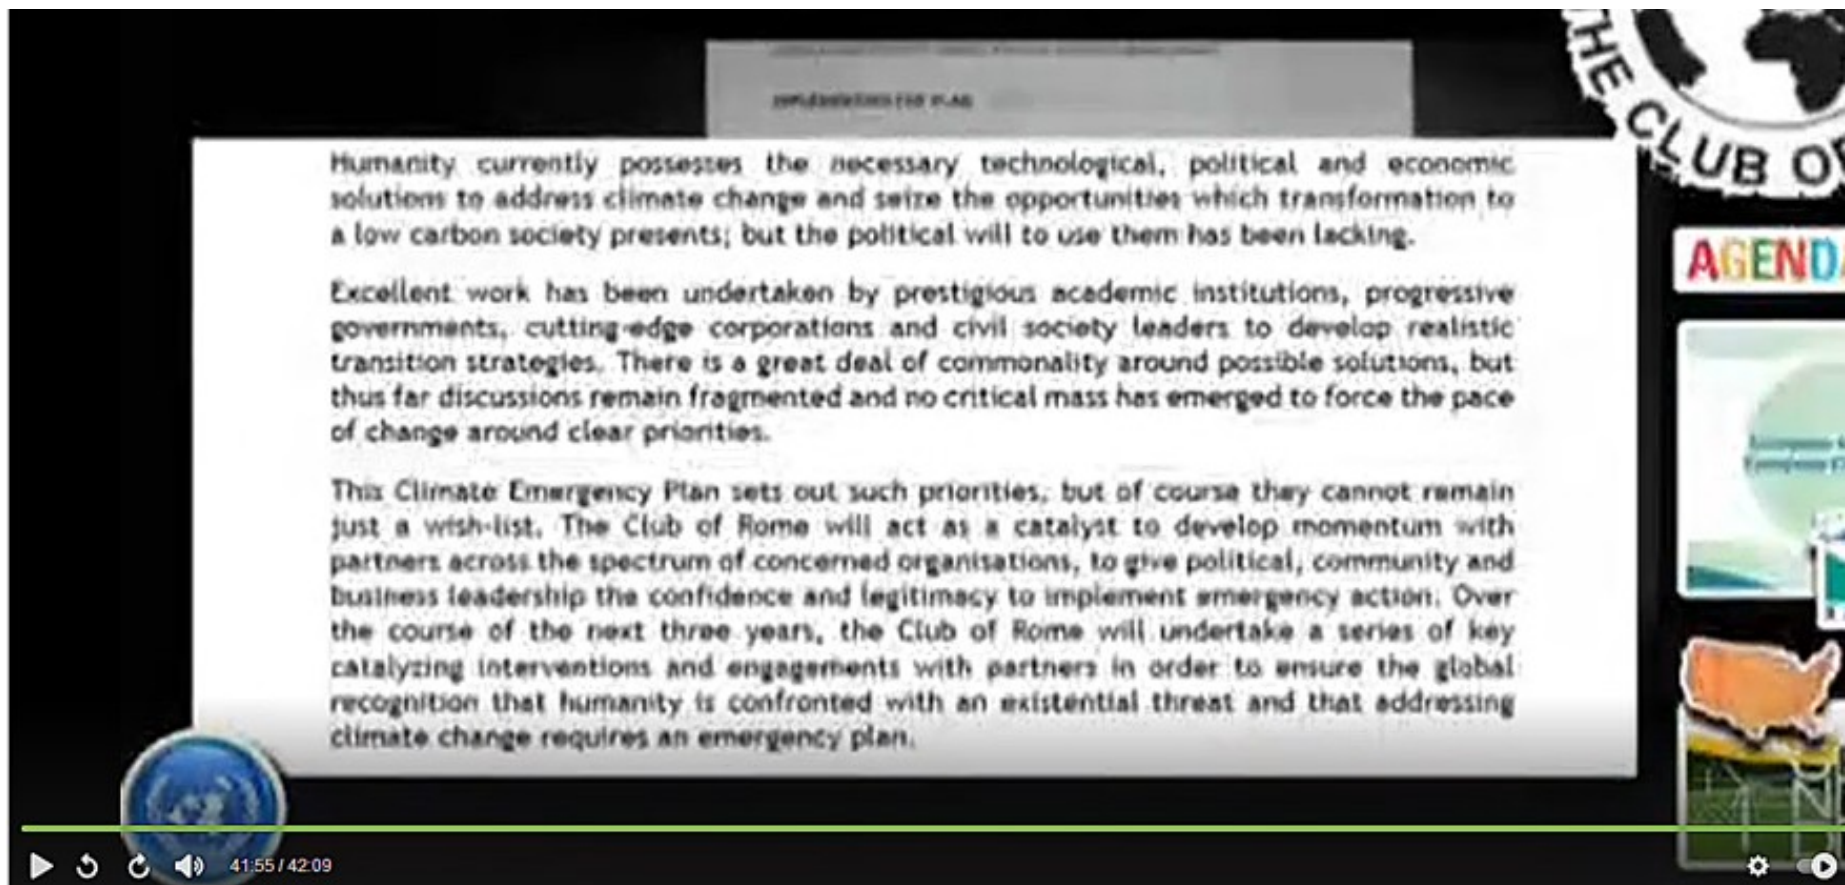 IMPLEMENTING THE PLAN
THE CLUB OF
Humanity currently possesses the necessary technological, political and economic
solutions to address climate change and seize the opportunities which transformation to
a low carbon society presents; but the political will to use them has been lacking.
AGENDA
Excellent work has been undertaken by prestigious academic institutions, progressive
governments, cutting-edge corporations and civil society leaders to develop realistic
transition strategies. There is a great deal of commonality around possible solutions, but
thus far discussions remain fragmented and no critical mass has emerged to force the pace
of change around clear priorities.
This Climate Emergency Plan sets out such priorities, but of course they cannot remain
just a wish-list. The Club of Rome will act as a catalyst to develop momentum with
partners across the spectrum of concerned organisations, to give political, community and
business leadership the confidence and legitimacy to implement emergency action. Over
the course of the next three years, the Club of Rome will undertake a series of key
catalyzing interventions and engagements with partners in order to ensure the global
recognition that humanity is confronted with an existential threat and that addressing
climate change requires an emergency plan.
41:55 / 42:09